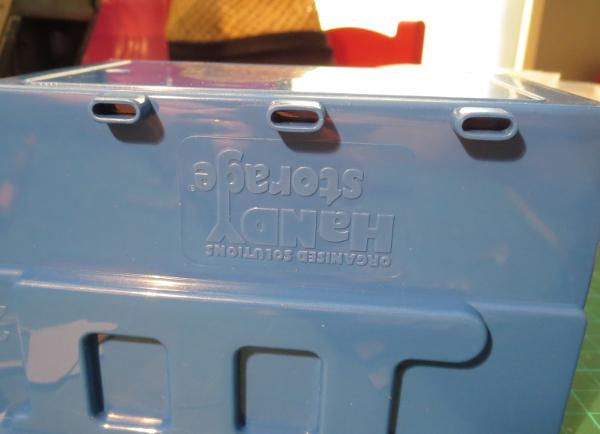 ORGANISED SOLUTIONS
HaNDY
storage®